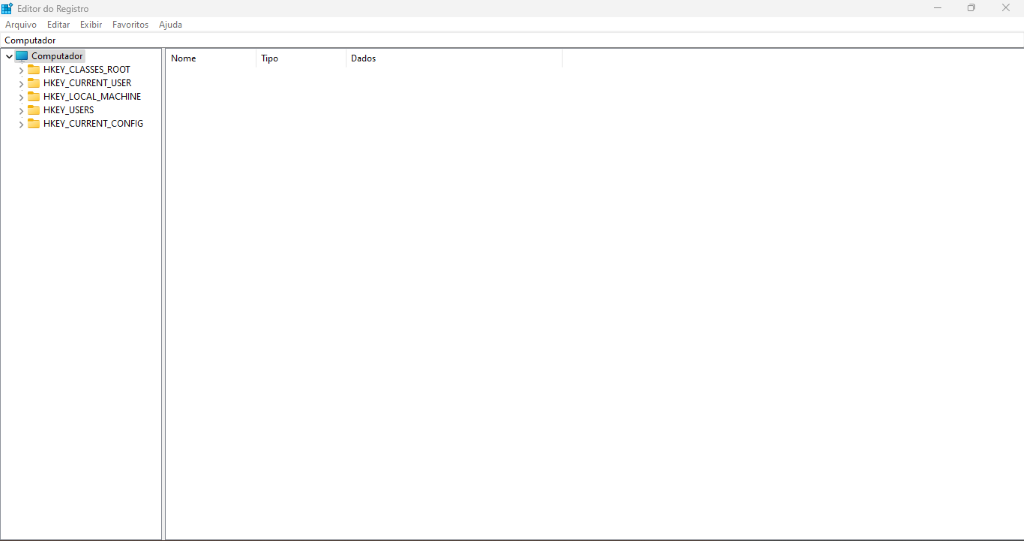 Editor do Registro
Arquivo Editar Exibir Favoritos Ajuda
Computador
Computador
HKEY_CLASSES_ROOT
HKEY_CURRENT_USER
HKEY_LOCAL_MACHINE
HKEY_USERS
HKEY_CURRENT_CONFIG
Nome Tipo Dados